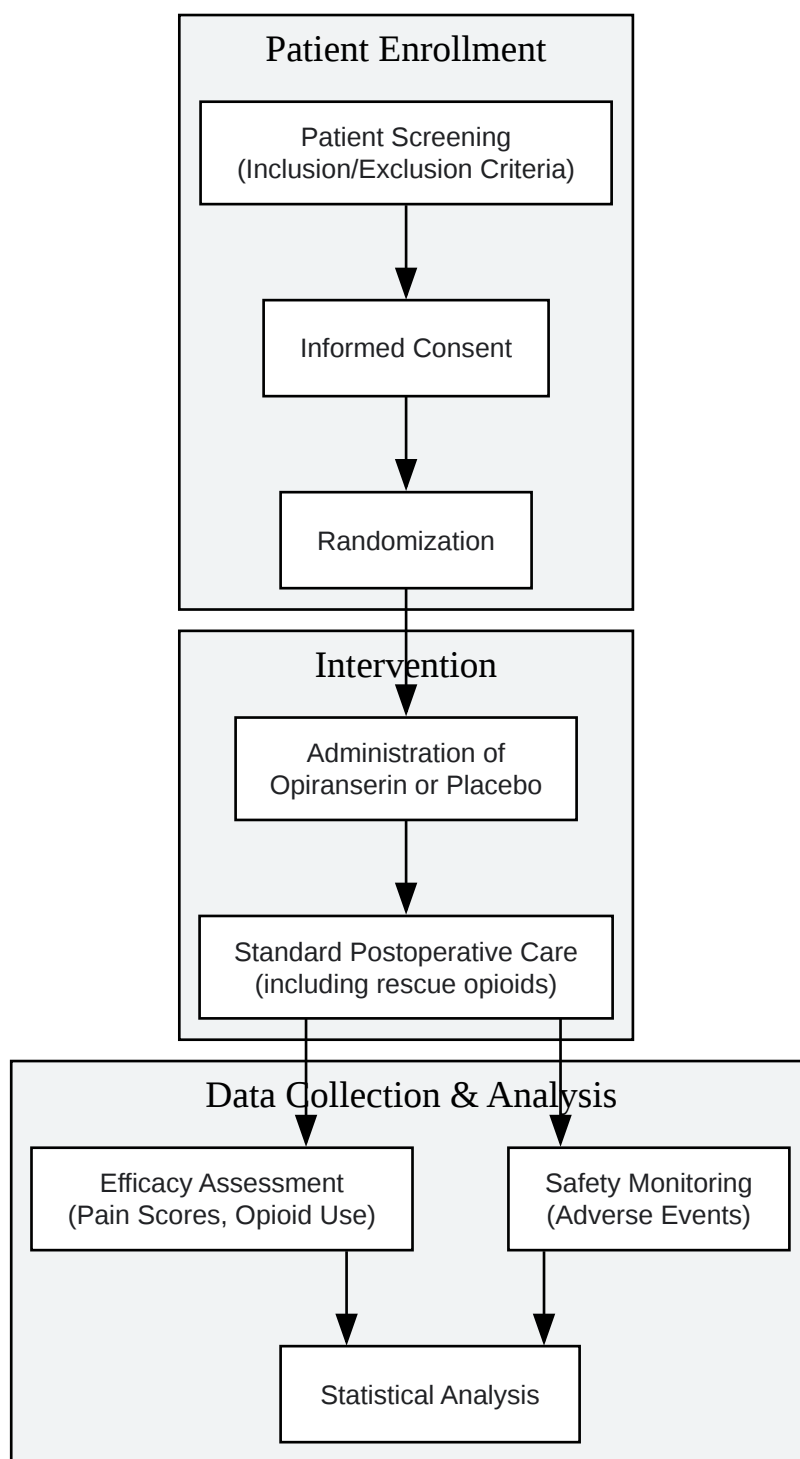 Patient Enrollment
Patient Screening
(Inclusion/Exclusion Criteria)
Informed Consent
Randomization
Intervention
Administration of
Opiranserin or Placebo
Standard Postoperative Care
(including rescue opioids)
Data Collection & Analysis
Efficacy Assessment
(Pain Scores, Opioid Use)
Safety Monitoring
(Adverse Events)
Statistical Analysis